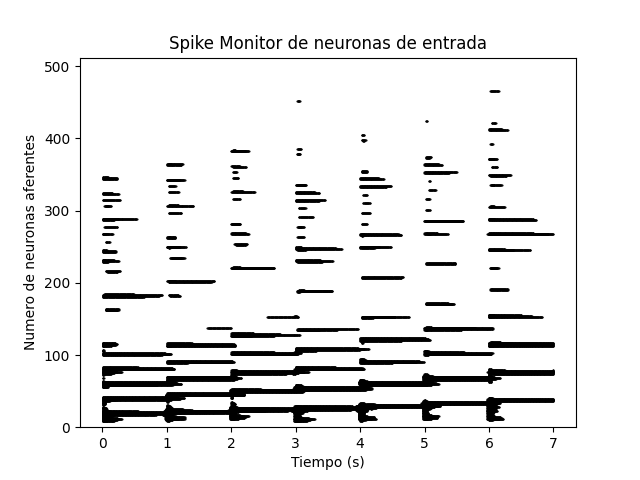 Spike Monitor de neuronas de entrada
Numero de neuronas aferentes
500
400
300
200
100
0
0 1 2 3 4 5 6 7
Tiempo (s)